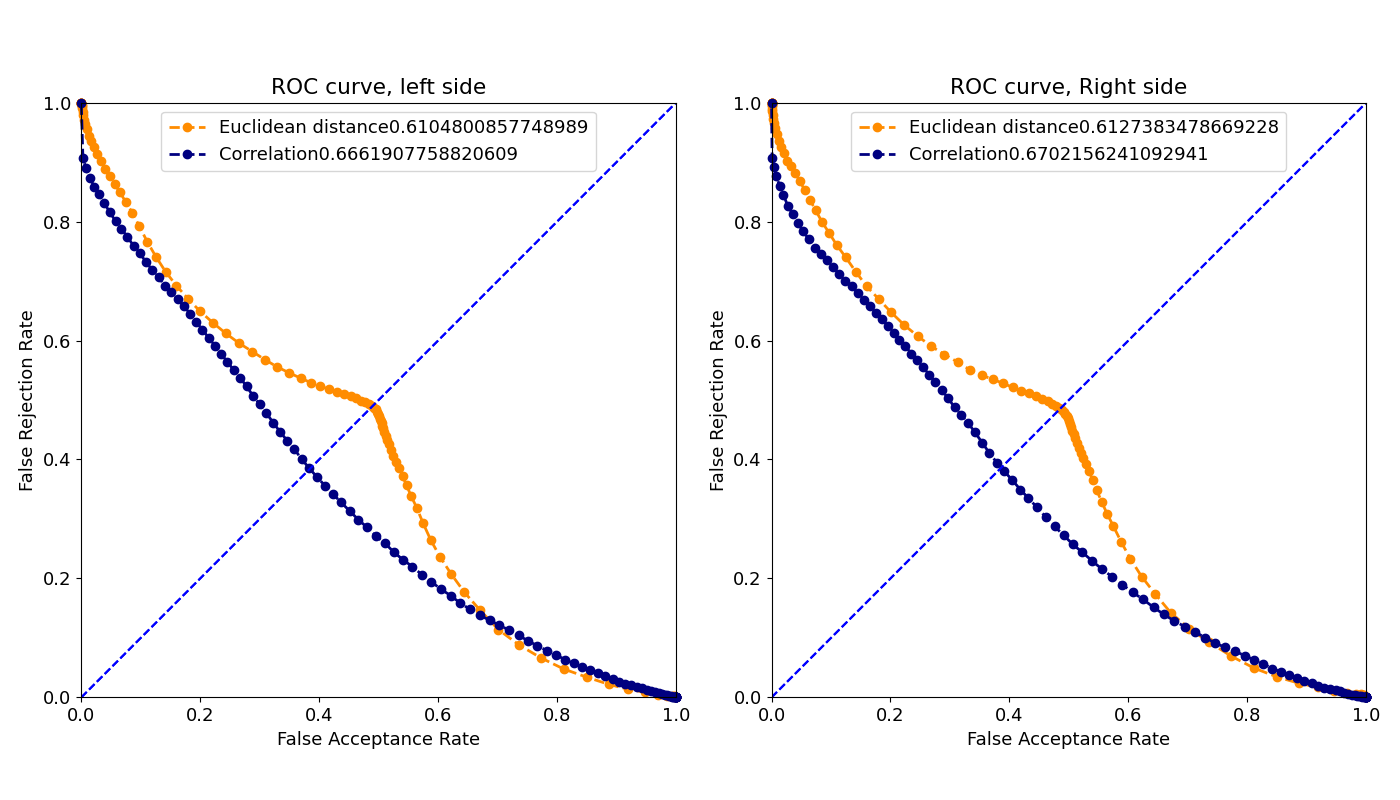 ROC curve, left side
Euclidean distance0.6104800857748989
Correlation0.6661907758820609
1.0
0.8
0.6
0.4
0.2
0.0
False Rejection Rate
0.0 0.2 0.4 0.6 0.8 1.0
False Acceptance Rate
ROC curve, Right side
Euclidean distance0.6127383478669228
Correlation0.6702156241092941
1.0
0.8
0.6
0.4
0.2
0.0
False Rejection Rate
0.0 0.2 0.4 0.6 0.8 1.0
False Acceptance Rate